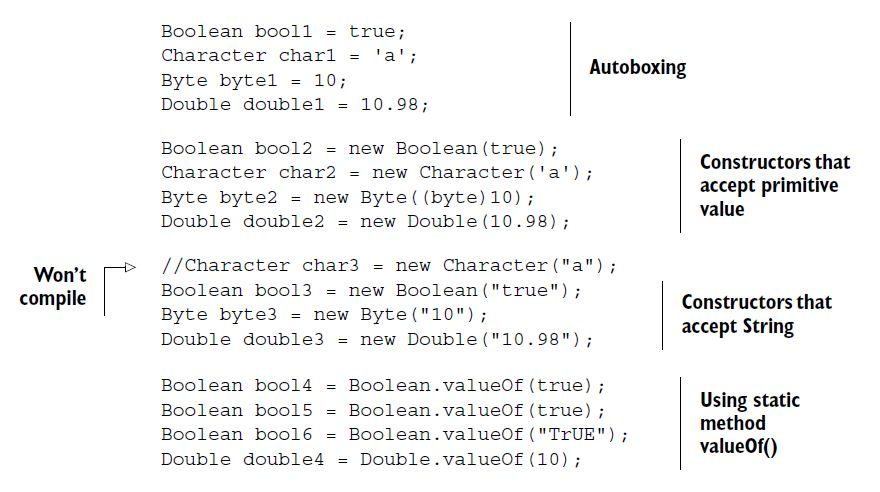 Boolean bool1 = true;
Character char1 = 'a';
Byte byte1 = 10;
Double double1 = 10.98;
Autoboxing
Boolean bool2 = new Boolean(true);
Character char2 = new Character('a');
Byte byte2 = new Byte((byte)10);
Double double2 = new Double(10.98);
Constructors that
accept primitive
value
Won't
compile
//Character char3 = new Character("a");
Boolean bool3 = new Boolean("true");
Byte byte3 = new Byte("10");
Double double3 = new Double("10.98");
Constructors that
accept String
Boolean bool4 = Boolean.valueOf(true);
Boolean bool5 = Boolean.valueOf(true);
Boolean bool6 = Boolean.valueOf("TrUE");
Double double4 = Double.valueOf(10);
Using static
method
valueOf()